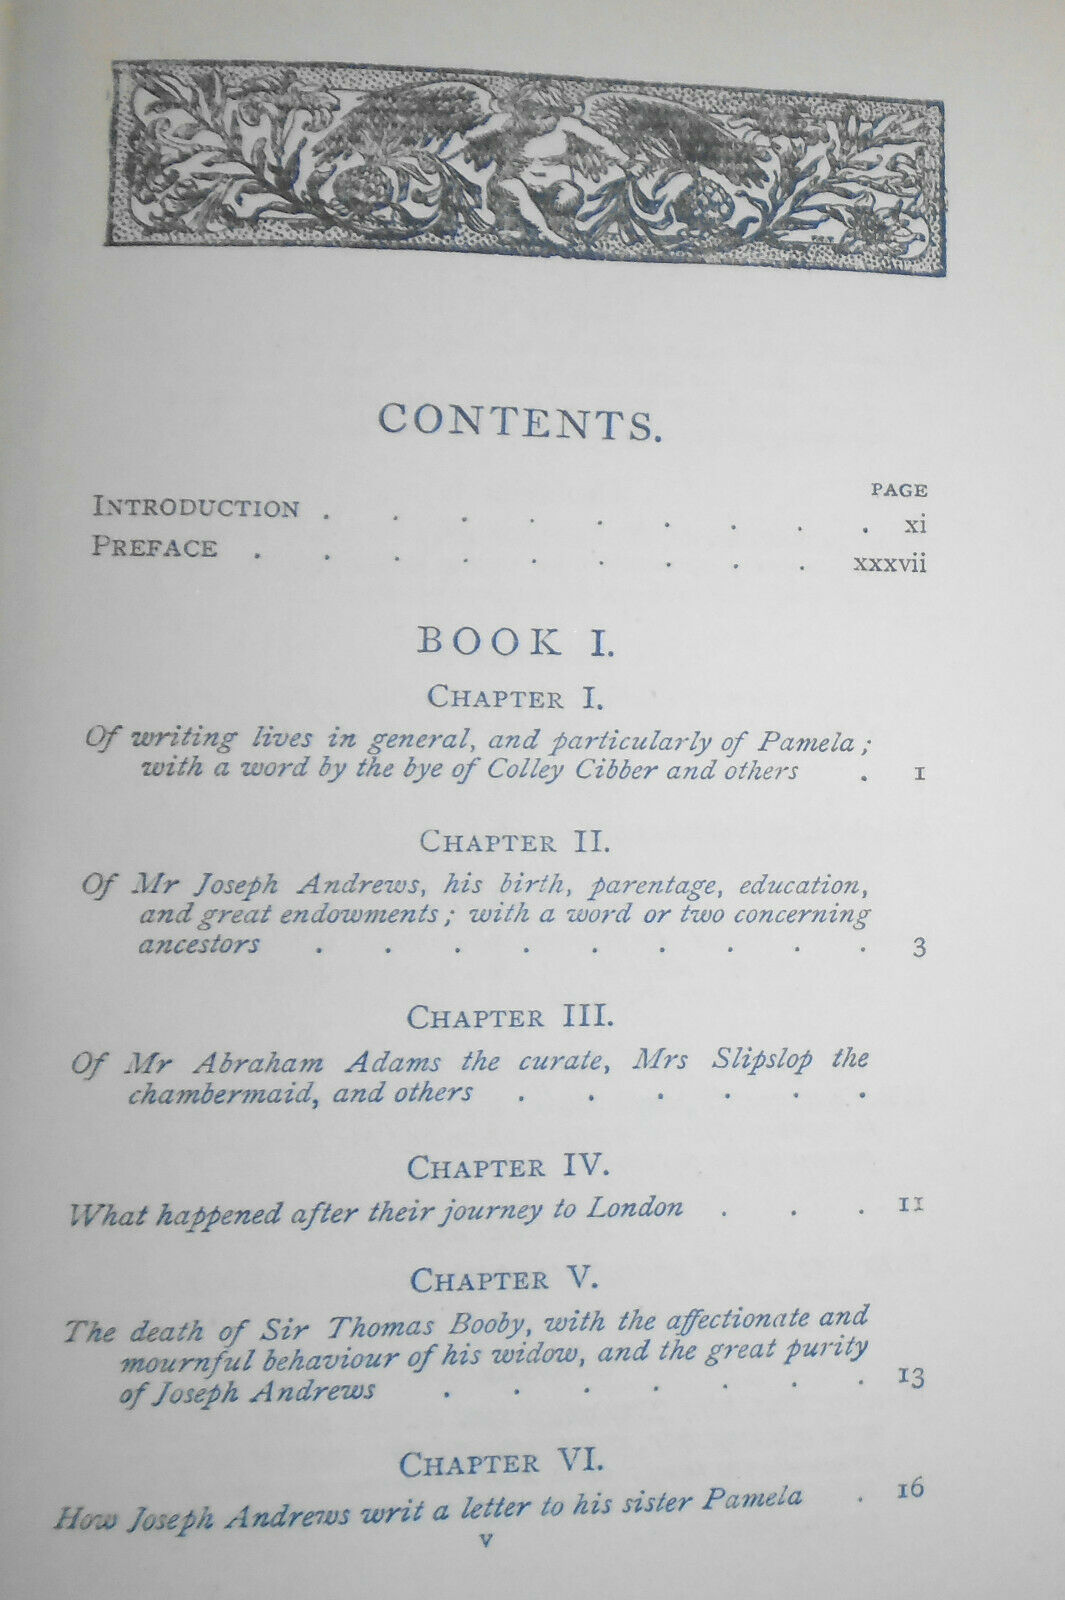 CONTENTS.
PAGE
INTRODUCTION . . . . . . . . . xi
PREFACE . . . . . . . . . xxxvii
BOOK I.
CHAPTER I.
Of writing lives in general, and particularly of Pamela;
with a word by the bye of Colley Cibber and others . 1
CHAPTER II.
Of Mr Joseph Andrews, his birth, parentage, education,
and great endowments; with a word or two concerning
ancestors . . . . . . . . . 3
CHAPTER III.
Of Mr Abraham Adams the curate, Mrs Slipslop the
chambermaid, and others . . . . . .
CHAPTER IV.
What happened after their journey to London . . . 11
CHAPTER V.
The death of Sir Thomas Booby, with the affectionate and
mournful behaviour of his widow, and the great purity
of Joseph Andrews . . . . . . . 13
CHAPTER VI.
How Joseph Andrews writ a letter to his sister Pamela . 16
v